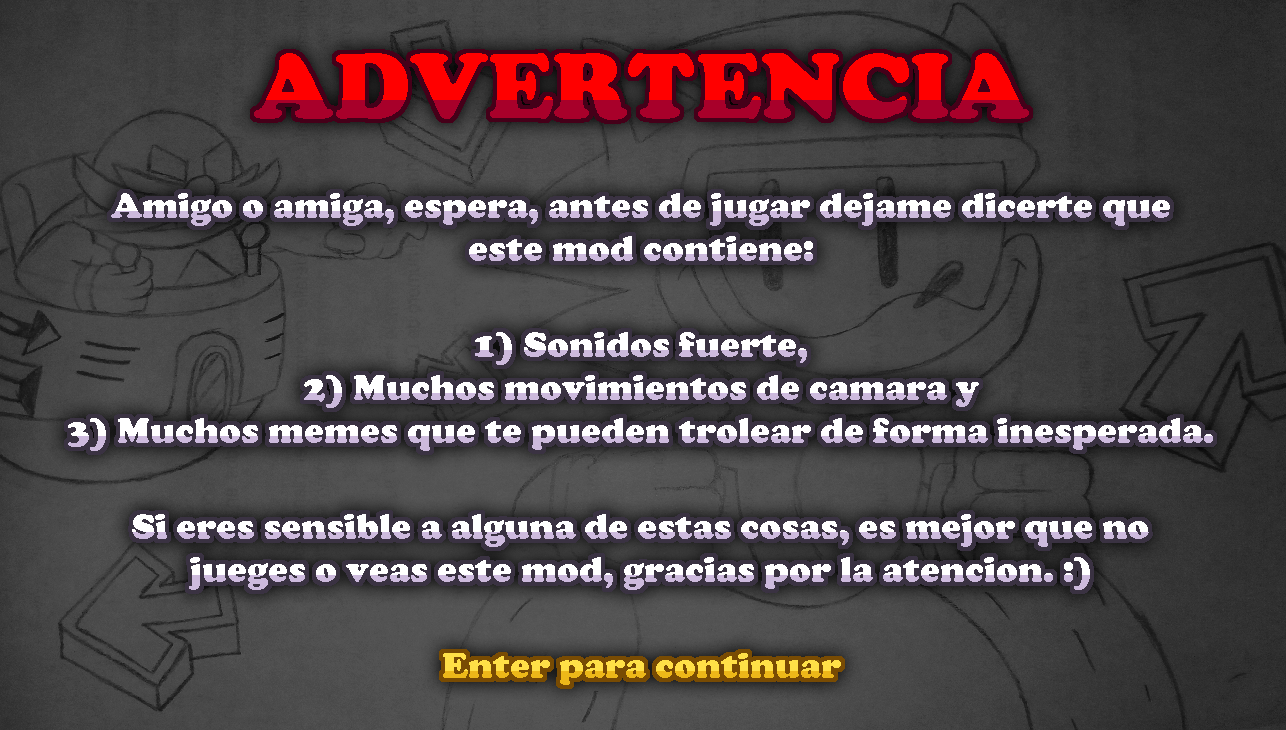 ADVERTENCIA
Amigo o amiga, espera, antes de jugar dejame dicerte que
este mod contiene:
1) Sonidos fuerte,
2) Muchos movimientos de camara y
3) Muchos memes que te pueden trolear de forma inesperada.
Si eres sensible a alguna de estas cosas, es mejor que no
jueges o veas este mod, gracias por la atencion. :)
Enter para continuar